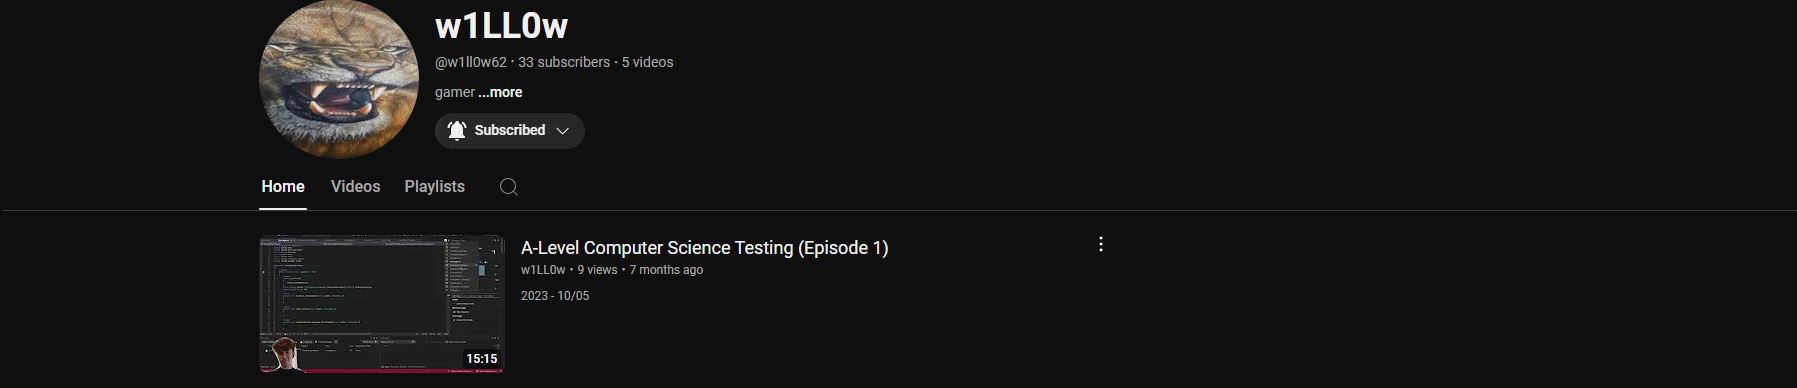 w1LL0w
@w1ll0w62 · 33 subscribers · 5 videos
gamer ...more
Subscribed
Home Videos Playlists
A-Level Computer Science Testing (Episode 1)
w1LL0w • 9 views • 7 months ago
2023 - 10/05
15:15